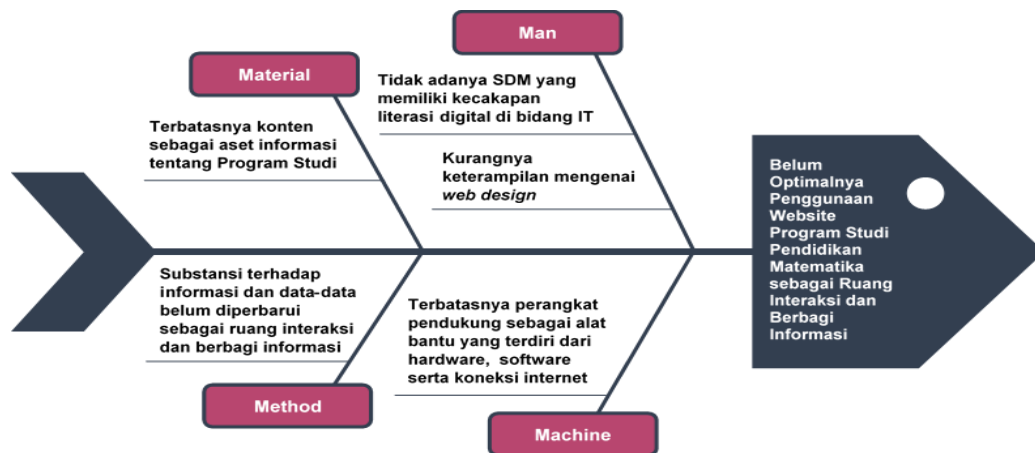 Man
Material
Tidak adanya SDM yang
memiliki kecakapan
literasi digital di bidang IT
Terbatasnya konten
sebagai aset informasi
tentang Program Studi
Kurangnya
keterampilan mengenai
web design
Belum
Optimalnya
Penggunaan
Website
Program Studi
Pendidikan
Matematika
sebagai Ruang
Interaksi dan
Berbagi
Informasi
Substansi terhadap
informasi dan data-data
belum diperbarui
sebagai ruang interaksi
dan berbagi informasi
Terbatasnya perangkat
pendukung sebagai alat
bantu yang terdiri dari
hardware, software
serta koneksi internet
Method
Machine